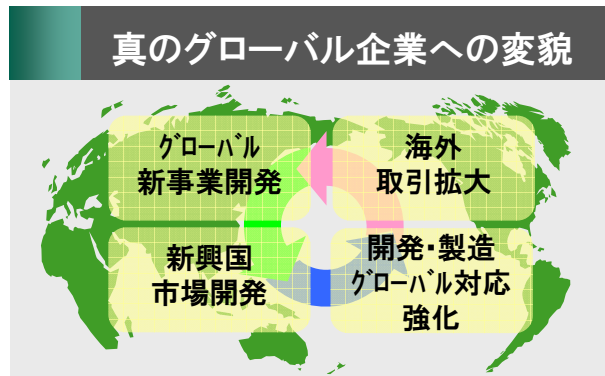 真のグローバル企業への変貌
ｸﾞﾛｰﾊﾞﾙ
新事業開発
海外
取引拡大
新興国
市場開発
開発・製造
ｸﾞﾛｰﾊﾞﾙ対応
強化